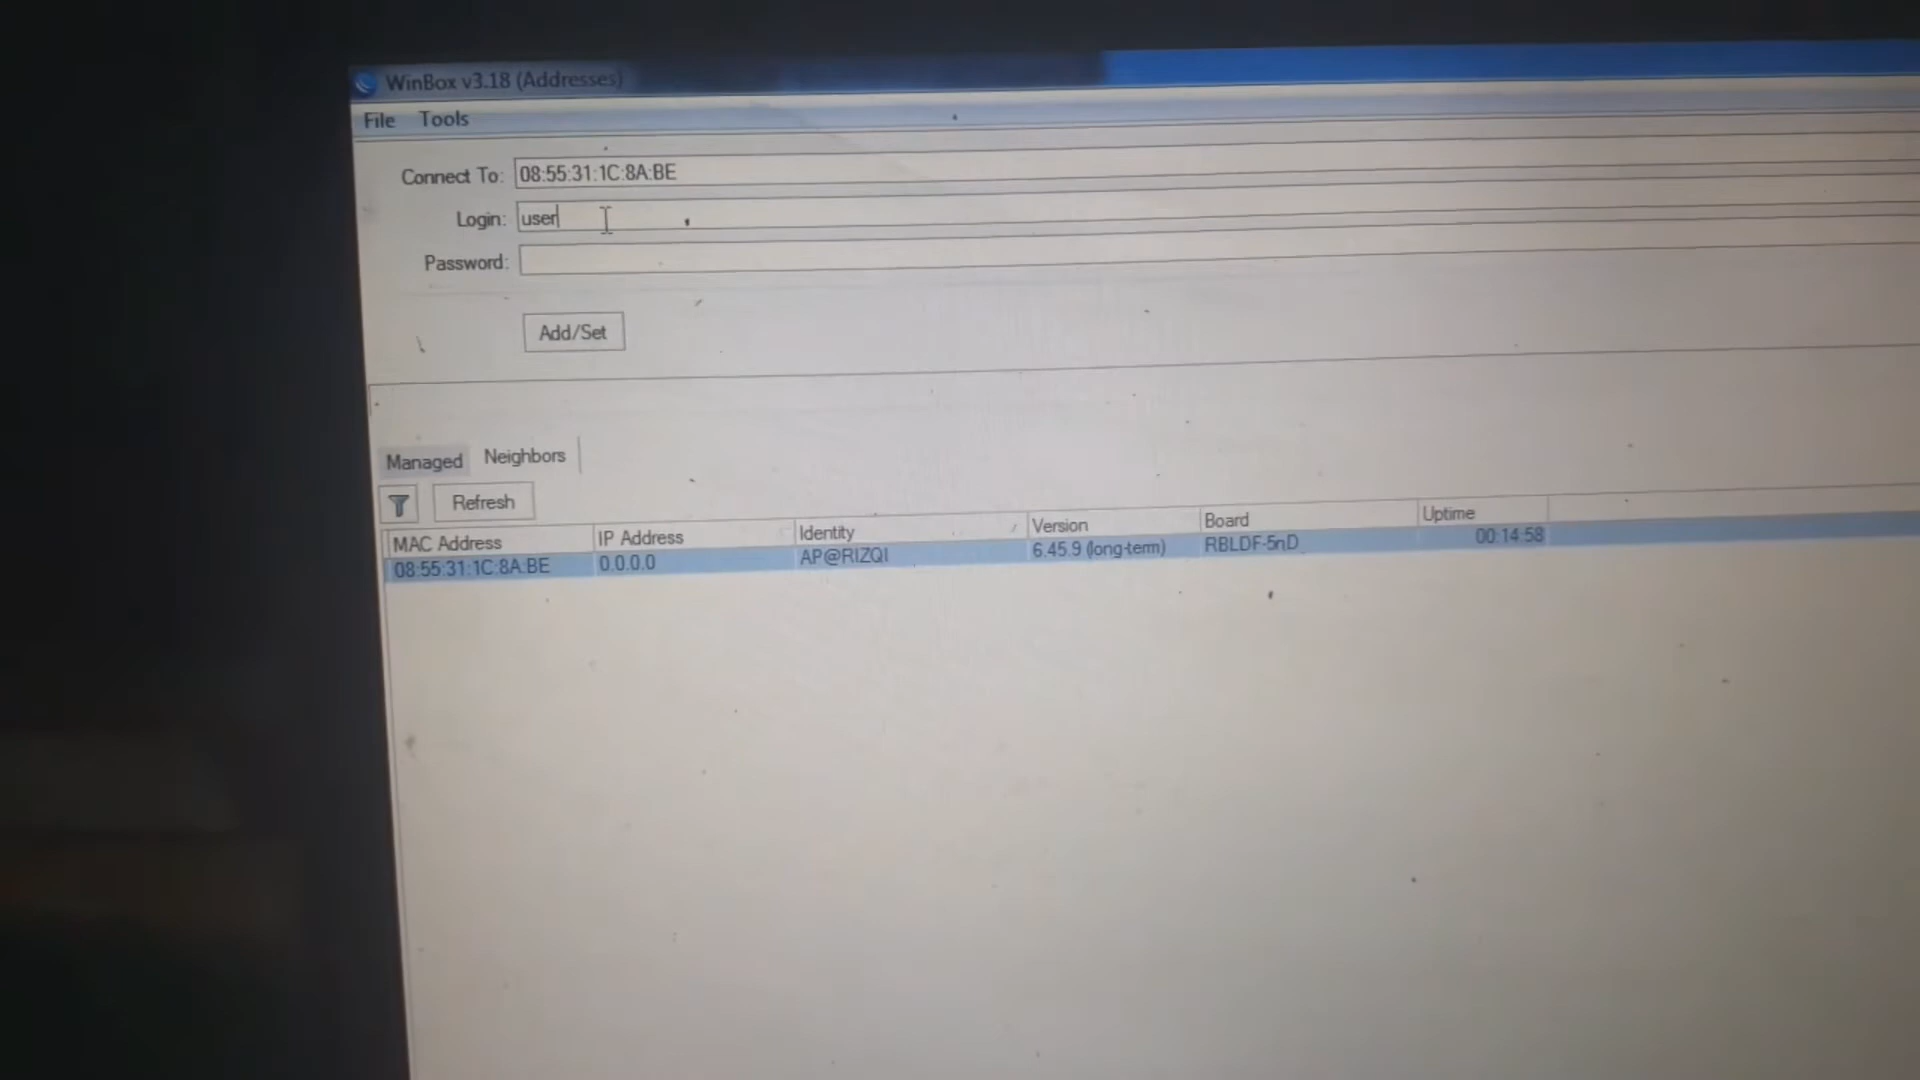 WinBox v3.18 (Addresses)
File Tools
Connect To: 08:55:31:1C:8A:BE
Login: user
Password:
Add/Set
Managed Neighbors
Refresh
MAC Address IP Address Identity Version Board Uptime
08:55:31:1C:8A:BE 0.0.0.0 AP@RIZQI 6.45.9 (long-term) RBLDF-5nD 00:14:58